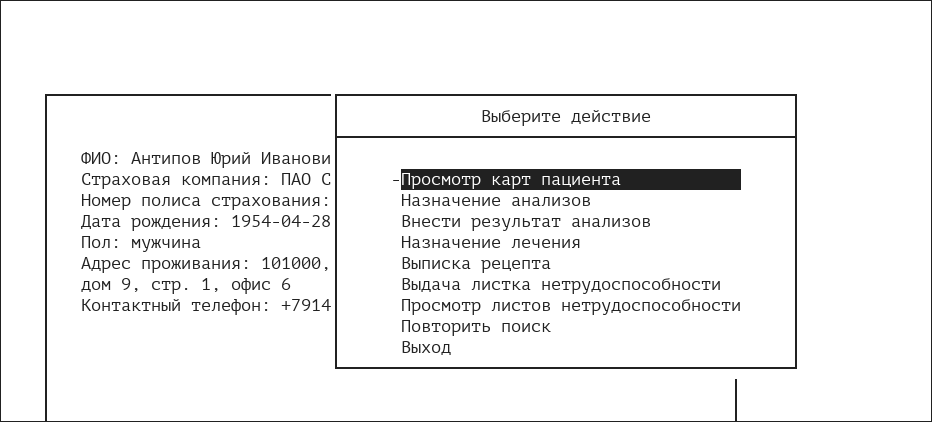 Выберите действие
ФИО: Антипов Юрий Иванови
Страховая компания: ПАО С
Номер полиса страхования:
Дата рождения: 1954-04-28
Пол: мужчина
Адрес проживания: 101000,
дом 9, стр. 1, офис 6
Контактный телефон: +7914
-Просмотр карт пациента
Назначение анализов
Внести результат анализов
Назначение лечения
Выписка рецепта
Выдача листка нетрудоспособности
Просмотр листов нетрудоспособности
Повторить поиск
Выход